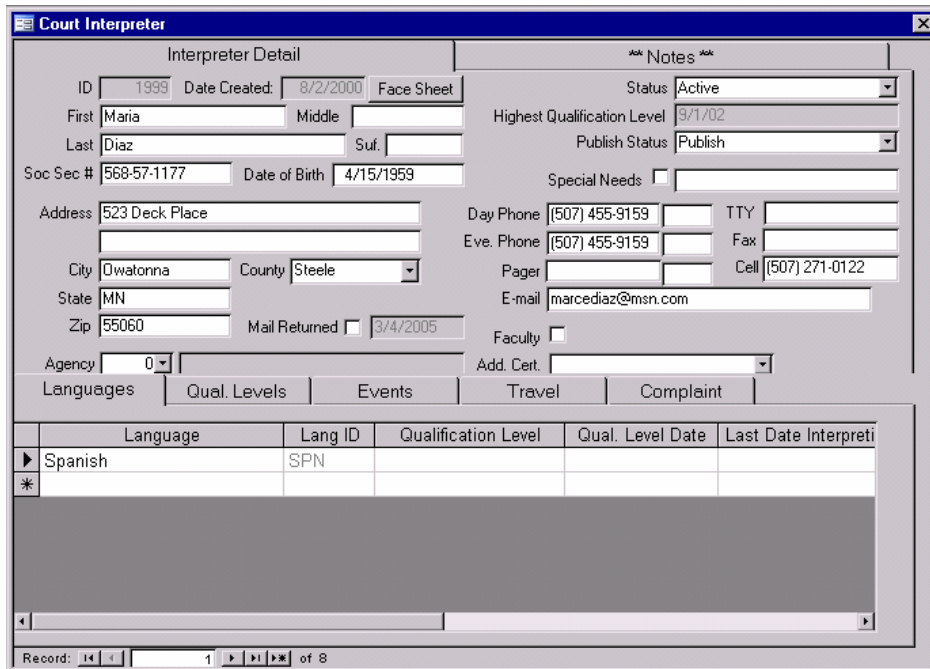 Court Interpreter
Interpreter Detail
** Notes **
ID 1999 Date Created: 8/2/2000 Face Sheet
Status Active
First Maria Middle
Highest Qualification Level 9/1/02
Last Diaz Suf.
Publish Status Publish
Soc Sec # 568-57-1177 Date of Birth 4/15/1959
Special Needs
Address 523 Deck Place
Day Phone (507) 455-9159 TTY
Eve. Phone (507) 455-9159 Fax
City Owatonna County Steele
Pager Cell (507) 271-0122
State MN
E-mail marcediaz@msn.com
Zip 55060 Mail Returned 3/4/2005
Faculty
Agency 0
Add. Cert.
Languages Qual. Levels Events Travel Complaint
Language Lang ID Qualification Level Qual. Level Date Last Date Interpreti
Spanish SPN
Record: 1 of 8